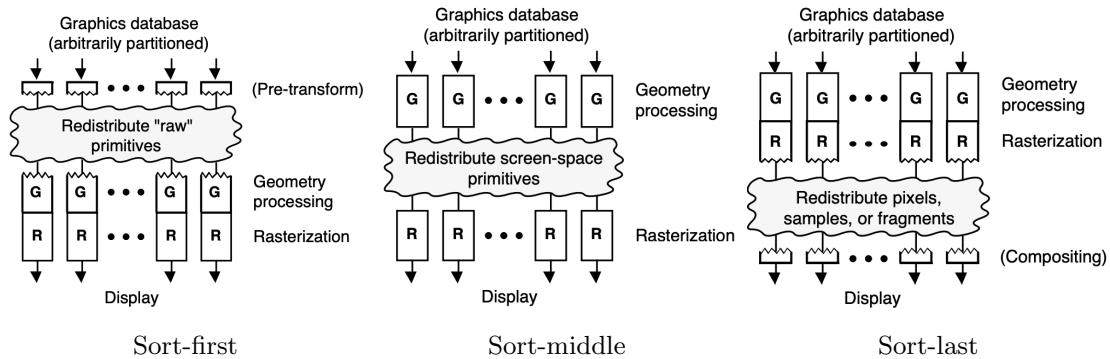 Graphics database
(arbitrarily partitioned)
(Pre-transform)
Redistribute "raw"
primitives
G G G G
Geometry
processing
R R R R
Rasterization
Display
Sort-first
Graphics database
(arbitrarily partitioned)
G G G G
Geometry
processing
Redistribute screen-space
primitives
R R R R
Rasterization
Display
Sort-middle
Graphics database
(arbitrarily partitioned)
G G G G
Geometry
processing
R R R R
Rasterization
Redistribute pixels,
samples, or fragments
(Compositing)
Display
Sort-last